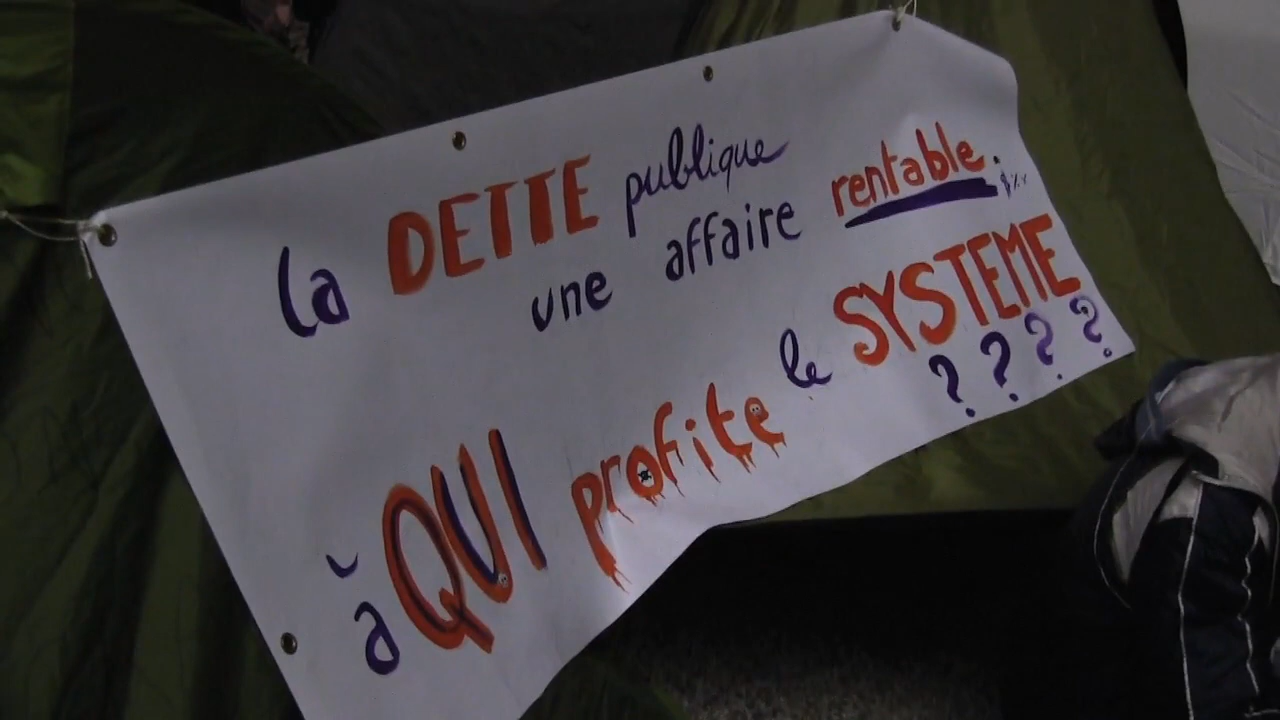 la DETTE publique
une affaire rentable.
à QUI profite le SYSTEME
? ? ? ?